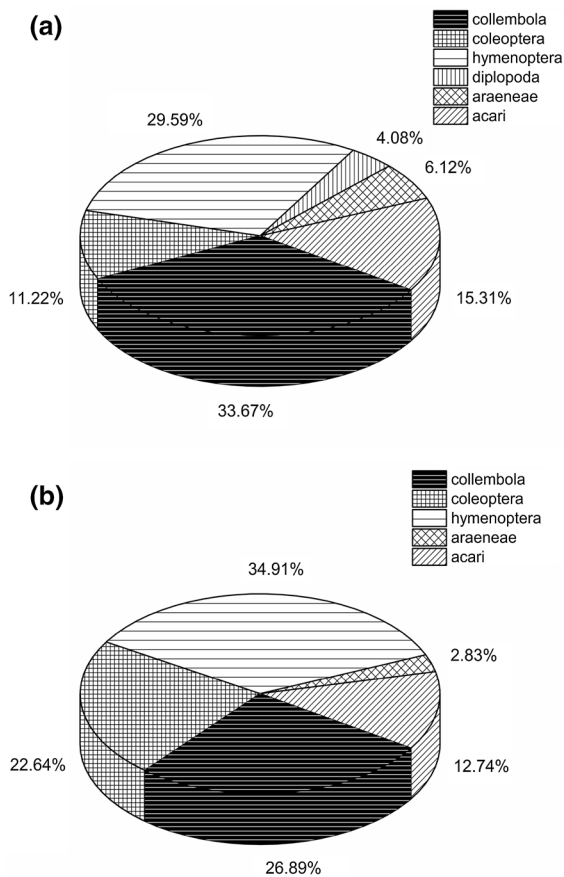 (a)
collembola
coleoptera
hymenoptera
diplopoda
araeneae
acari
29.59%
4.08%
6.12%
11.22%
15.31%
33.67%
(b)
collembola
coleoptera
hymenoptera
araeneae
acari
34.91%
2.83%
22.64%
12.74%
26.89%